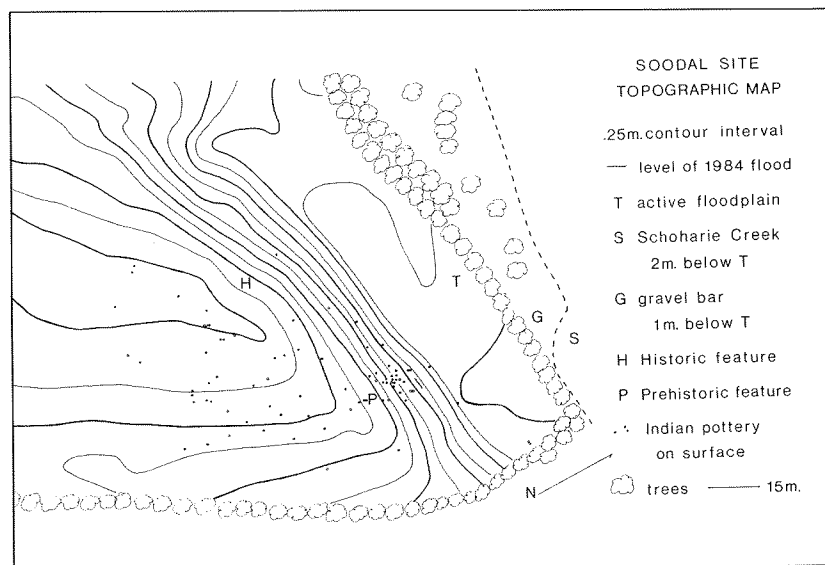 SOODAL SITE
TOPOGRAPHIC MAP
.25m. contour interval
level of 1984 flood
T active floodplain
S Schoharie Creek
2m. below T
G gravel bar
1m. below T
H Historic feature
P Prehistoric feature
Indian pottery
on surface
trees 15m.
H
T
G
S
P
N